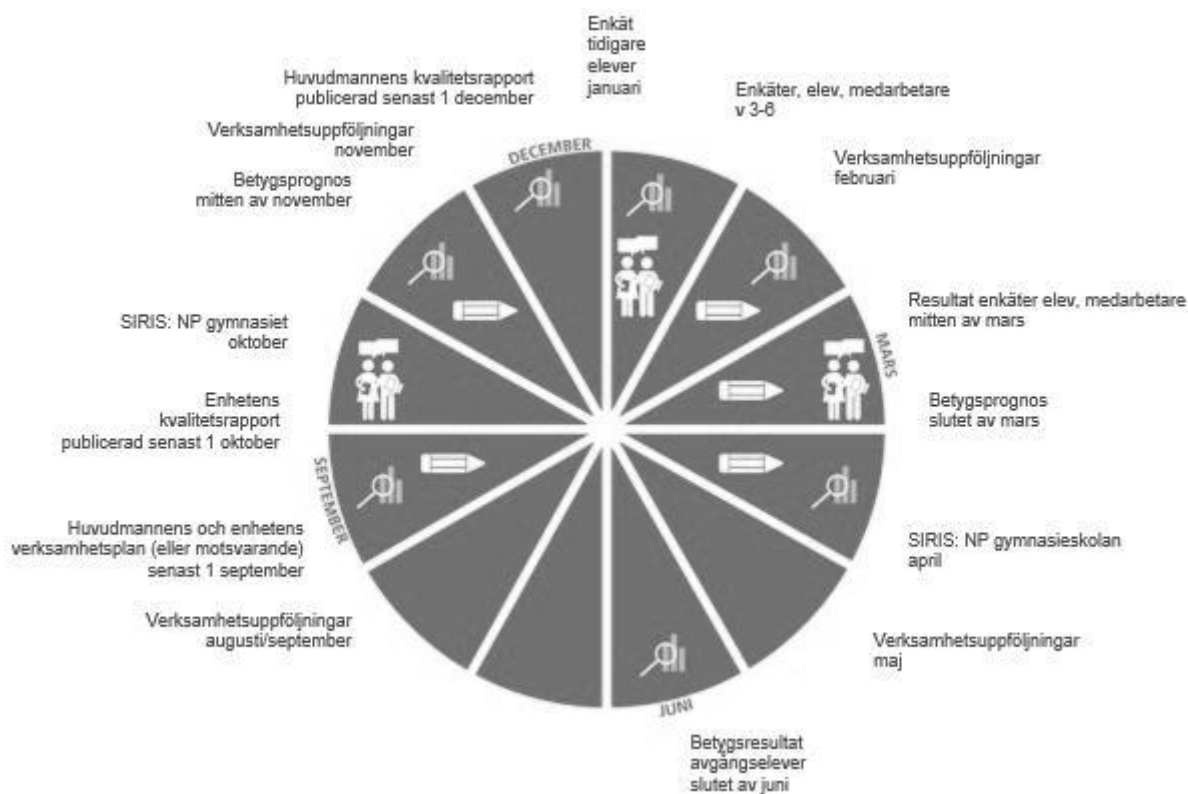 Enkät
tidigare
elever
januari
Enkäter, elev, medarbetare
v 3-6
Verksamhetsuppföljningar
februari
Resultat enkäter elev, medarbetare
mitten av mars
MARS
Betygsprognos
slutet av mars
SIRIS: NP gymnasieskolan
april
Verksamhetsuppföljningar
maj
JUNI
Betygsresultat
avgångselever
slutet av juni
Verksamhetsuppföljningar
augusti/september
Huvudmannens och enhetens
verksamhetsplan (eller motsvarande)
senast 1 september
SEPTEMBER
Enhetens
kvalitetsrapport
publicerad senast 1 oktober
SIRIS: NP gymnasiet
oktober
Betygsprognos
mitten av november
Verksamhetsuppföljningar
november
Huvudmannens kvalitetsrapport
publicerad senast 1 december
DECEMBER